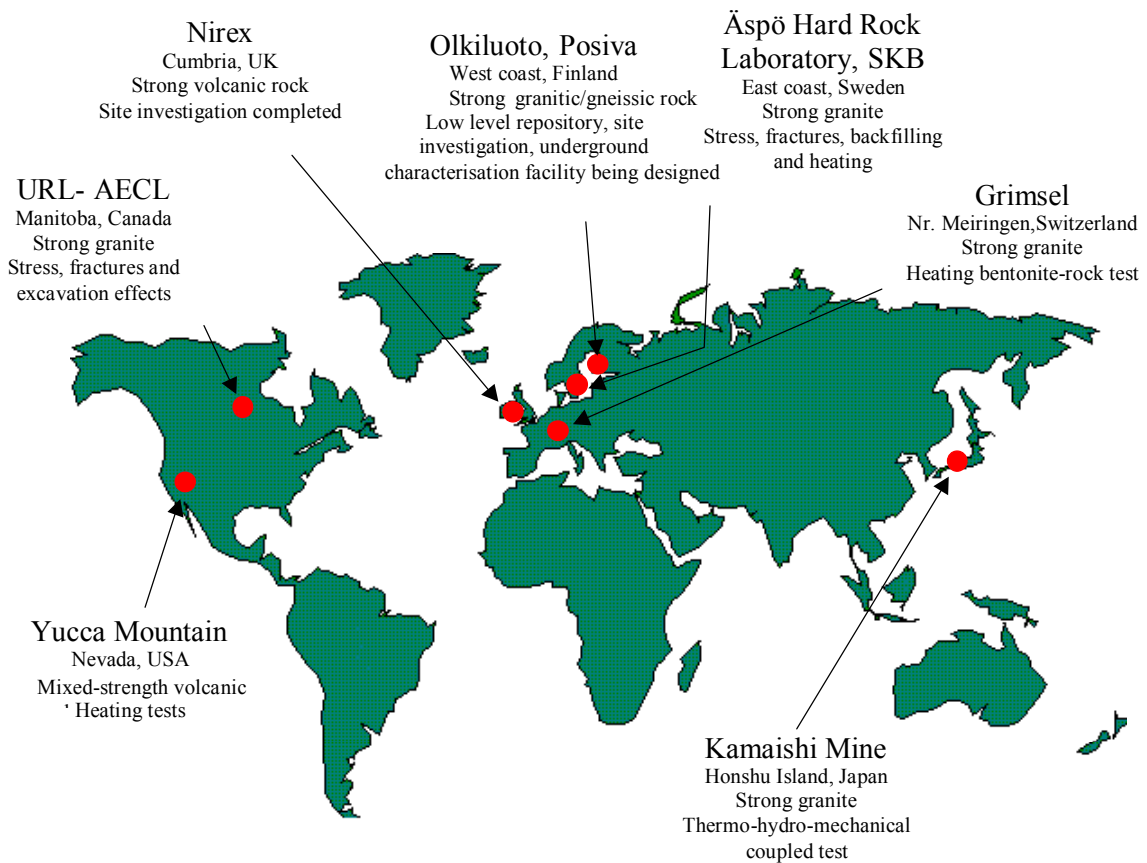 Nirex
Cumbria, UK
Strong volcanic rock
Site investigation completed
Olkiluoto, Posiva
West coast, Finland
Strong granitic/gneissic rock
Low level repository, site
investigation, underground
characterisation facility being designed
Äspö Hard Rock
Laboratory, SKB
East coast, Sweden
Strong granite
Stress, fractures, backfilling
and heating
URL- AECL
Manitoba, Canada
Strong granite
Stress, fractures and
excavation effects
Grimsel
Nr. Meiringen,Switzerland
Strong granite
Heating bentonite-rock test
Yucca Mountain
Nevada, USA
Mixed-strength volcanic
Heating tests
Kamaishi Mine
Honshu Island, Japan
Strong granite
Thermo-hydro-mechanical
coupled test